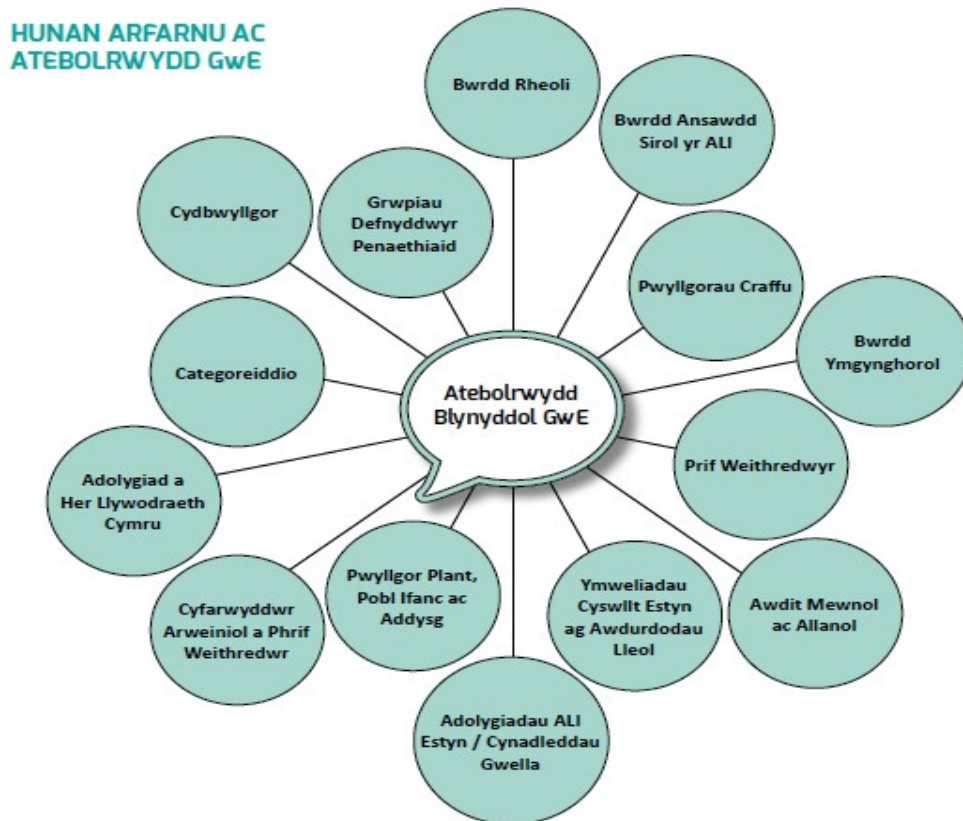 HUNAN ARFARNU AC
ATEBOLRWYDD GwE
Bwrdd Rheoli
Bwrdd Ansawdd
Sirol yr ALI
Cydbwyllgor
Grwpiau
Defnyddwyr
Penaethiaid
Pwyllgorau Craffu
Bwrdd
Ymgynghorol
Categoreiddio
Atebolrwydd
Blynyddol GwE
Prif Weithredwyr
Adolygiad a
Her Llywodraeth
Cymru
Cyfarwyddwr
Arweiniol a Phrif
Weithredwr
Pwyllgor Plant,
Pobl Ifanc ac
Addysg
Ymweliadau
Cyswllt Estyn
ag Awdurdodau
Lleol
Awdit Mewnol
ac Allanol
Adolygiadau ALI
Estyn / Cynadleddau
Gwella